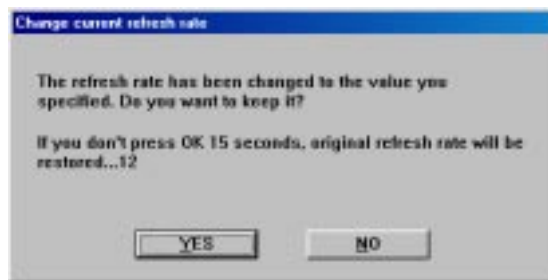 Change current refresh rate
The refresh rate has been changed to the value you
specified. Do you want to keep it?
If you don't press OK 15 seconds, original refresh rate will be
restored...12
YES
NO